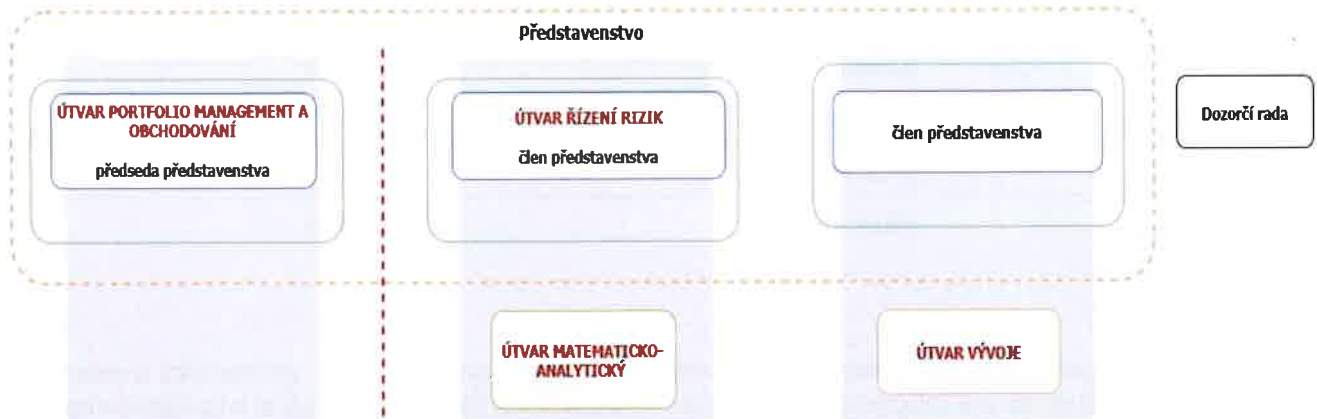 Představenstvo
ÚTVAR PORTFOLIO MANAGEMENT A
OBCHODOVÁNÍ
předseda představenstva
ÚTVAR ŘÍZENÍ RIZIK
člen představenstva
člen představenstva
Dozorčí rada
ÚTVAR MATEMATICKO-
ANALYTICKÝ
ÚTVAR VÝVOJE